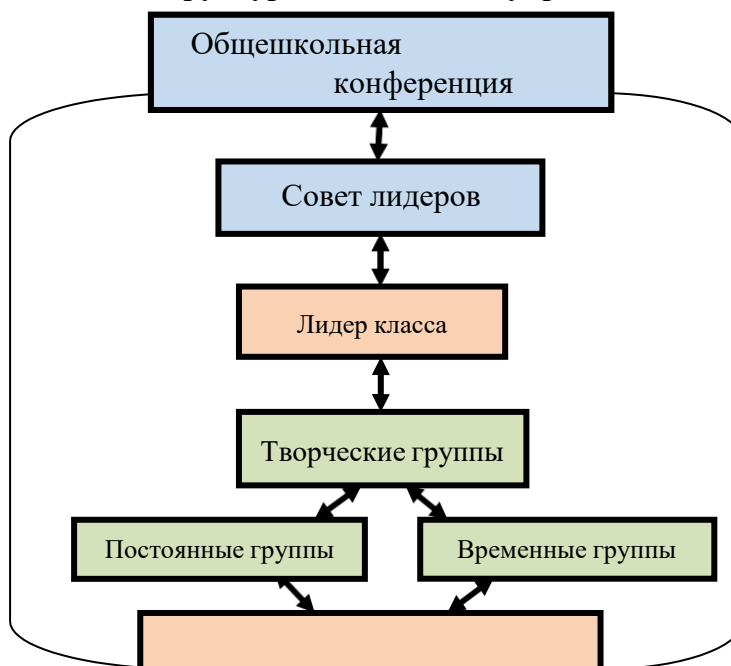 Общешкольная
конференция
Совет лидеров
Лидер класса
Творческие группы
Постоянные группы
Временные группы